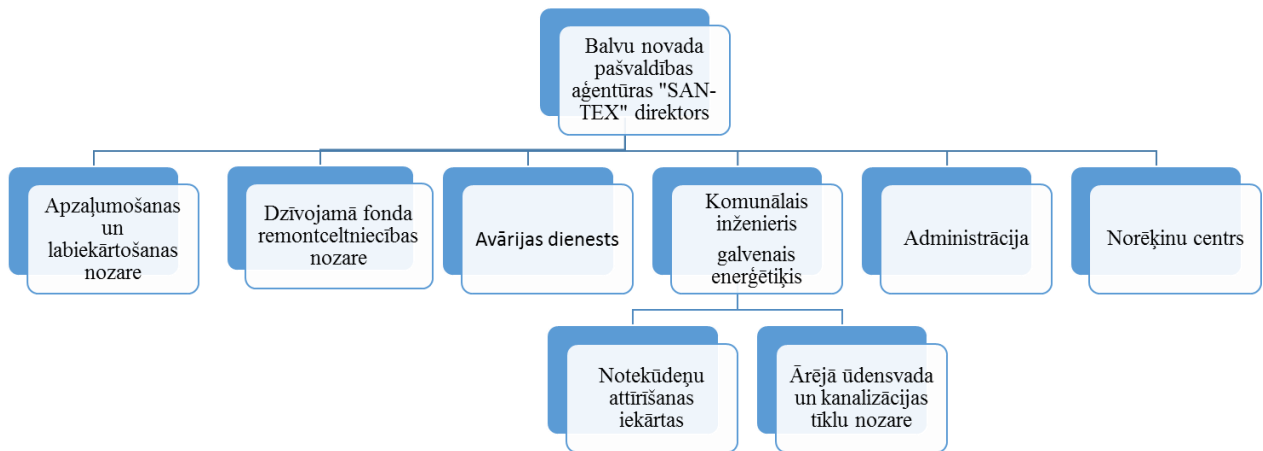 Balvu novada
pašvaldības
aģentūras "SAN-
TEX" direktors
Apzaļumošanas
un
labiekārtošanas
nozare
Dzīvojamā fonda
remontceltniecības
nozare
Avārijas dienests
Komunālais
inženieris
galvenais
enerģētiķis
Administrācija
Norēķinu centrs
Notekūdeņu
attīrīšanas
iekārtas
Ārējā ūdensvada
un kanalizācijas
tīklu nozare